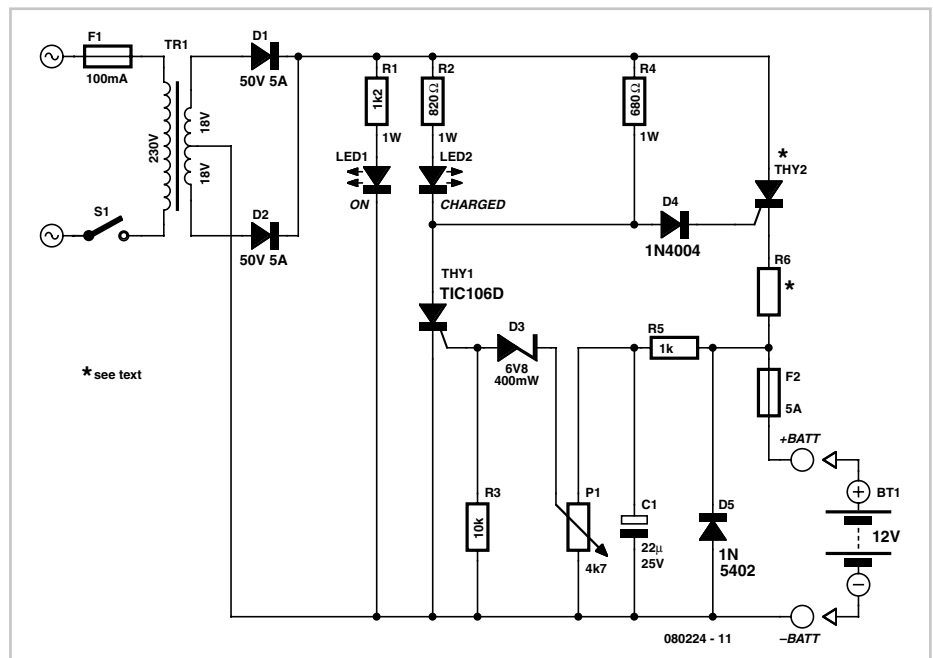 F1
100mA
TR1
230V
18V
18V
S1
D1
50V 5A
D2
50V 5A
R1
1k2
1W
LED1
ON
R2
820Ω
1W
LED2
CHARGED
R4
680Ω
1W
*
THY2
D4
1N4004
R6
*
THY1
TIC106D
D3
6V8
400mW
R5
1k
F2
5A
+BATT
BT1
+
12V
−
–BATT
* see text
R3
10k
P1
4k7
C1
22µ
25V
D5
1N
5402
080224 - 11